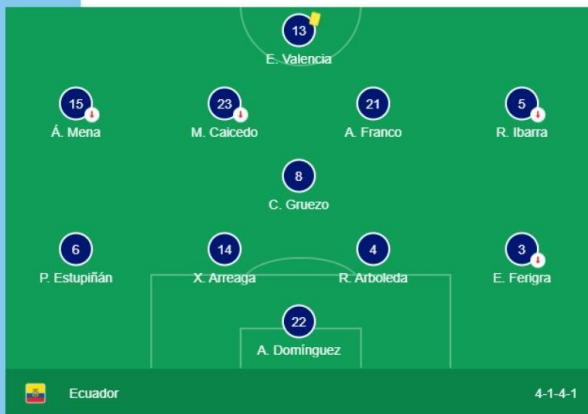 13
E. Valencia
15 23 21 5
Á. Mena M. Caicedo A. Franco R. Ibarra
8
C. Gruezo
6 14 4 3
P. Estupiñán X. Arreaga R. Arboleda E. Ferigra
22
A. Domínguez
Ecuador 4-1-4-1